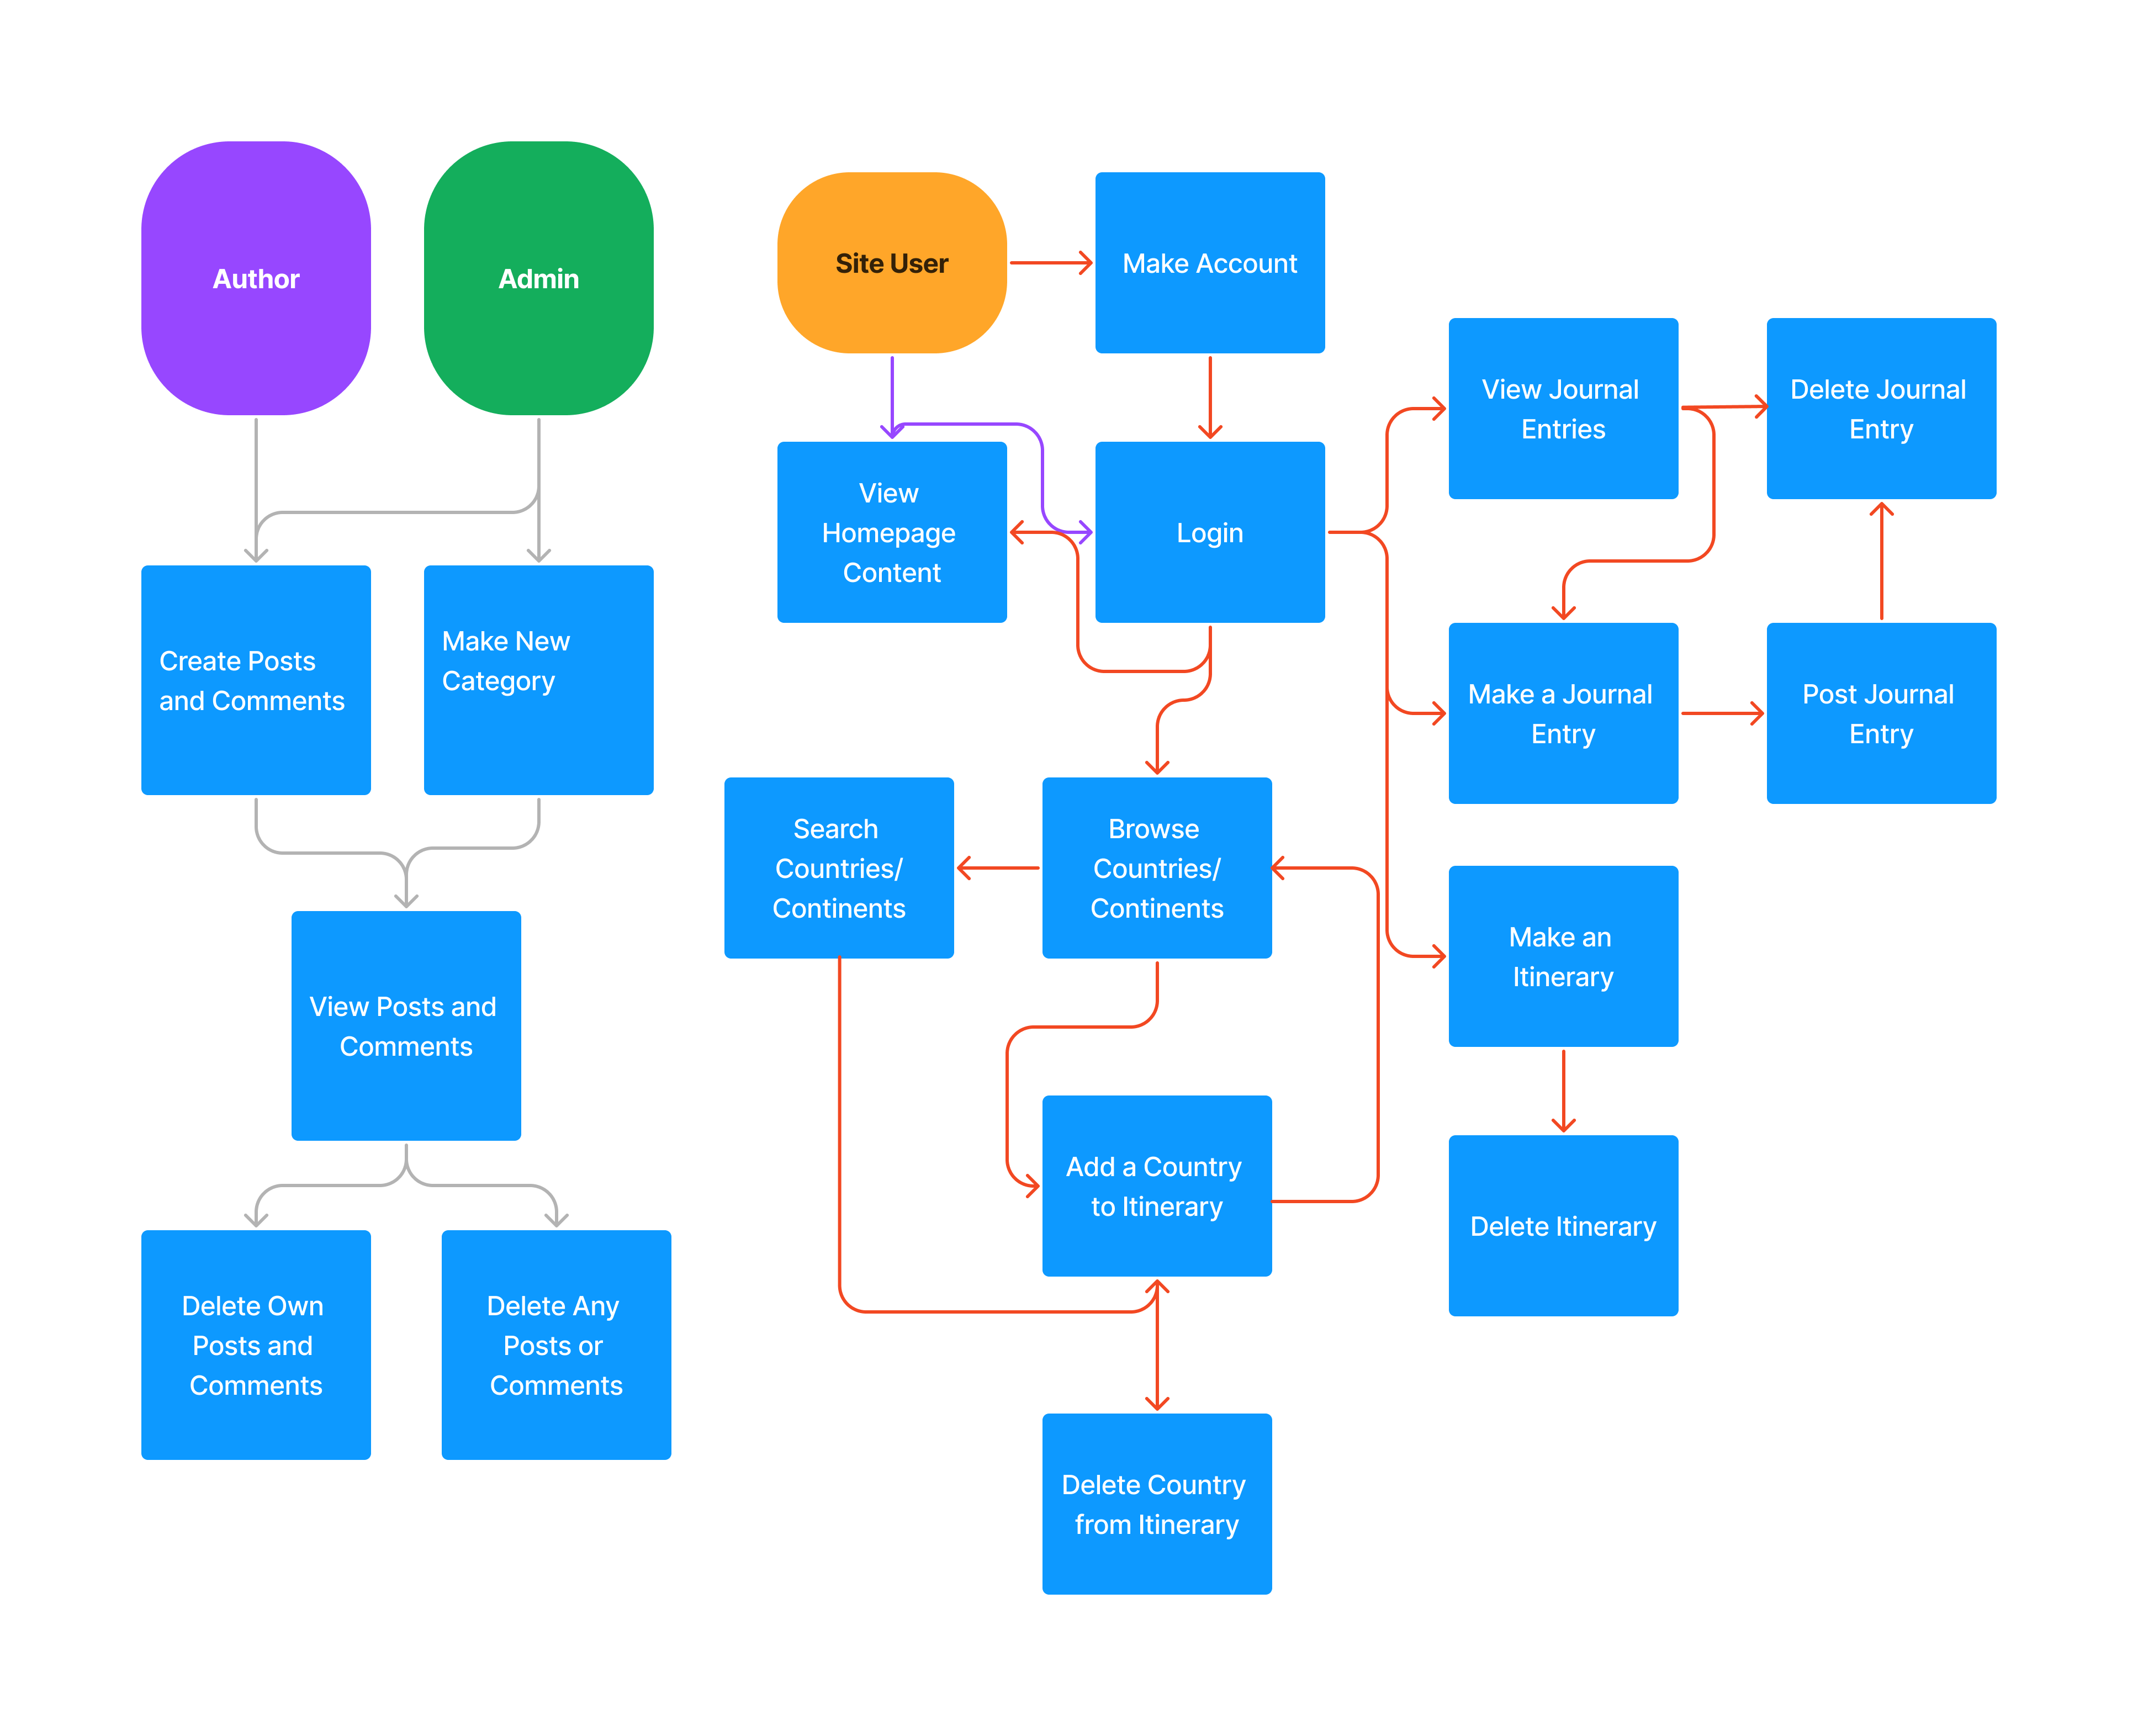 Author
Admin
Create Posts
and Comments
Make New
Category
View Posts and
Comments
Delete Own
Posts and
Comments
Delete Any
Posts or
Comments
Site User
Make Account
View
Homepage
Content
Login
View Journal
Entries
Delete Journal
Entry
Make a Journal
Entry
Post Journal
Entry
Search
Countries/
Continents
Browse
Countries/
Continents
Make an
Itinerary
Add a Country
to Itinerary
Delete Itinerary
Delete Country
from Itinerary